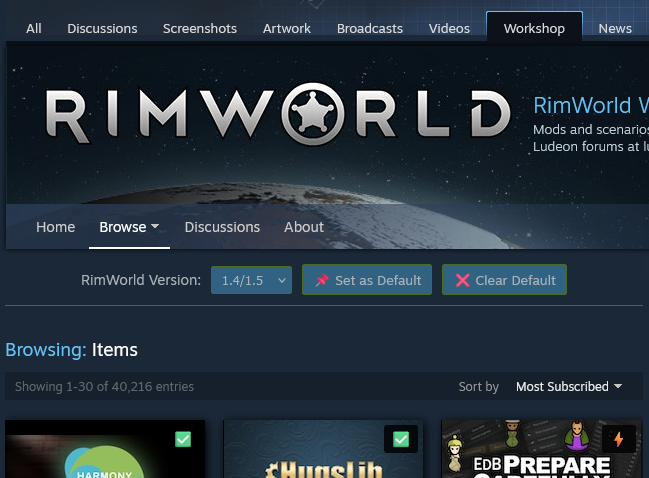 All Discussions Screenshots Artwork Broadcasts Videos Workshop News
RIMWORLD
RimWorld W
Mods and scenarios
Ludeon forums at lu
Home Browse Discussions About
RimWorld Version: 1.4/1.5 Set as Default Clear Default
Browsing: Items
Showing 1-30 of 40,216 entries Sort by Most Subscribed
HARMONY
HugsLib
EDB PREPARE
CAREFULLY